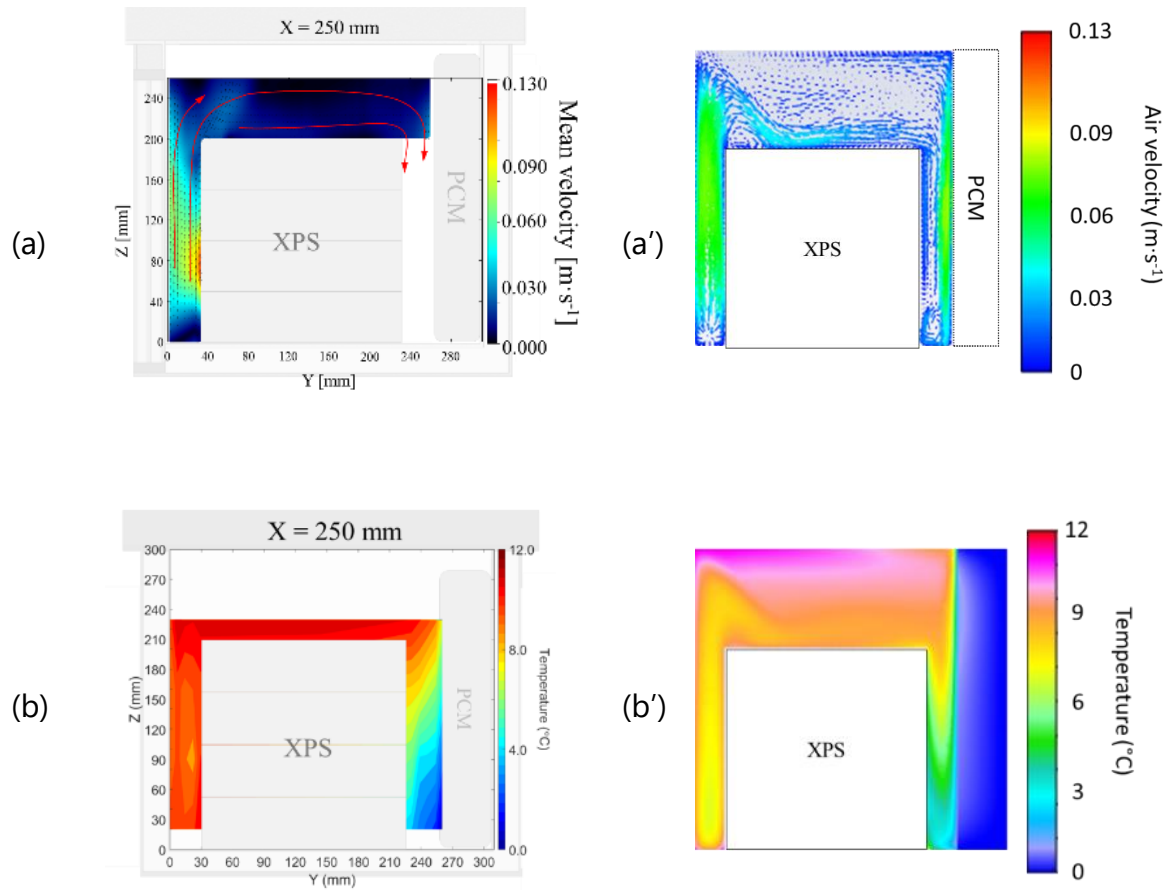 X = 250 mm
(a)
Z [mm]
240
200
160
120
80
40
0
0 40 80 120 160 200 240 280
Y [mm]
XPS
PCM
0.130
0.090
0.060
0.030
0.000
Mean velocity [m·s⁻¹]
(a')
XPS
PCM
0.13
0.09
0.06
0.03
0
Air velocity (m·s⁻¹)
X = 250 mm
(b)
Z (mm)
300
270
240
210
180
150
120
90
60
30
0
0 30 60 90 120 150 180 210 240 270 300
Y (mm)
XPS
PCM
12.0
8.0
4.0
0.0
Temperature (°C)
(b')
XPS
12
9
6
3
0
Temperature (°C)